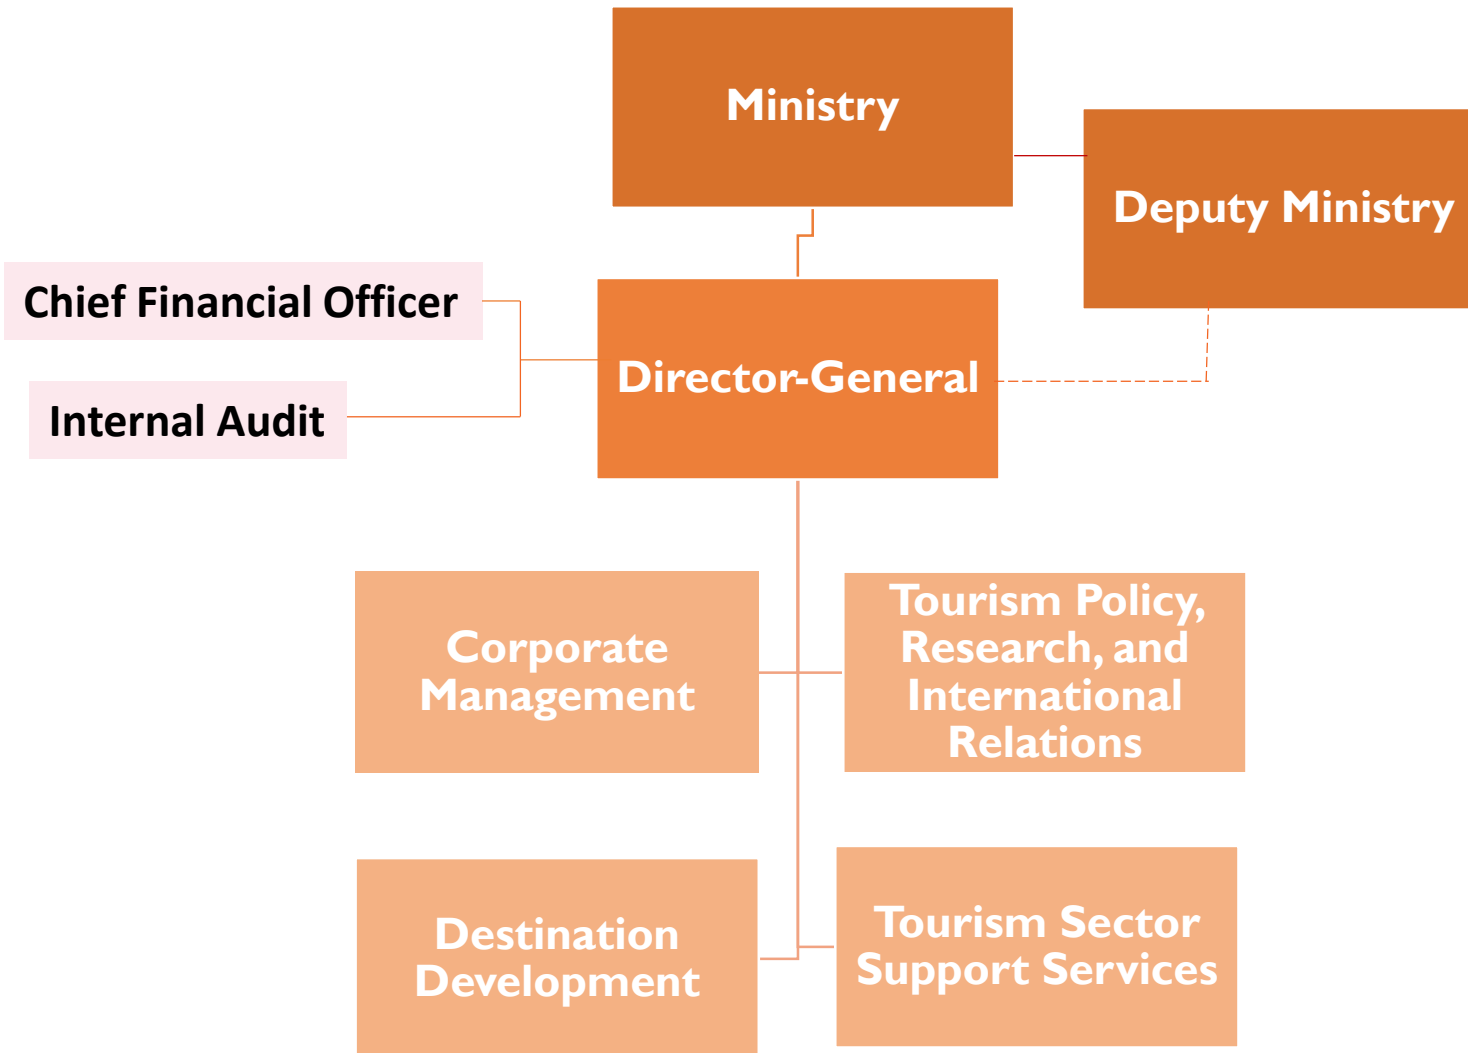 Ministry
Deputy Ministry
Chief Financial Officer
Director-General
Internal Audit
Corporate
Management
Tourism Policy,
Research, and
International
Relations
Destination
Development
Tourism Sector
Support Services